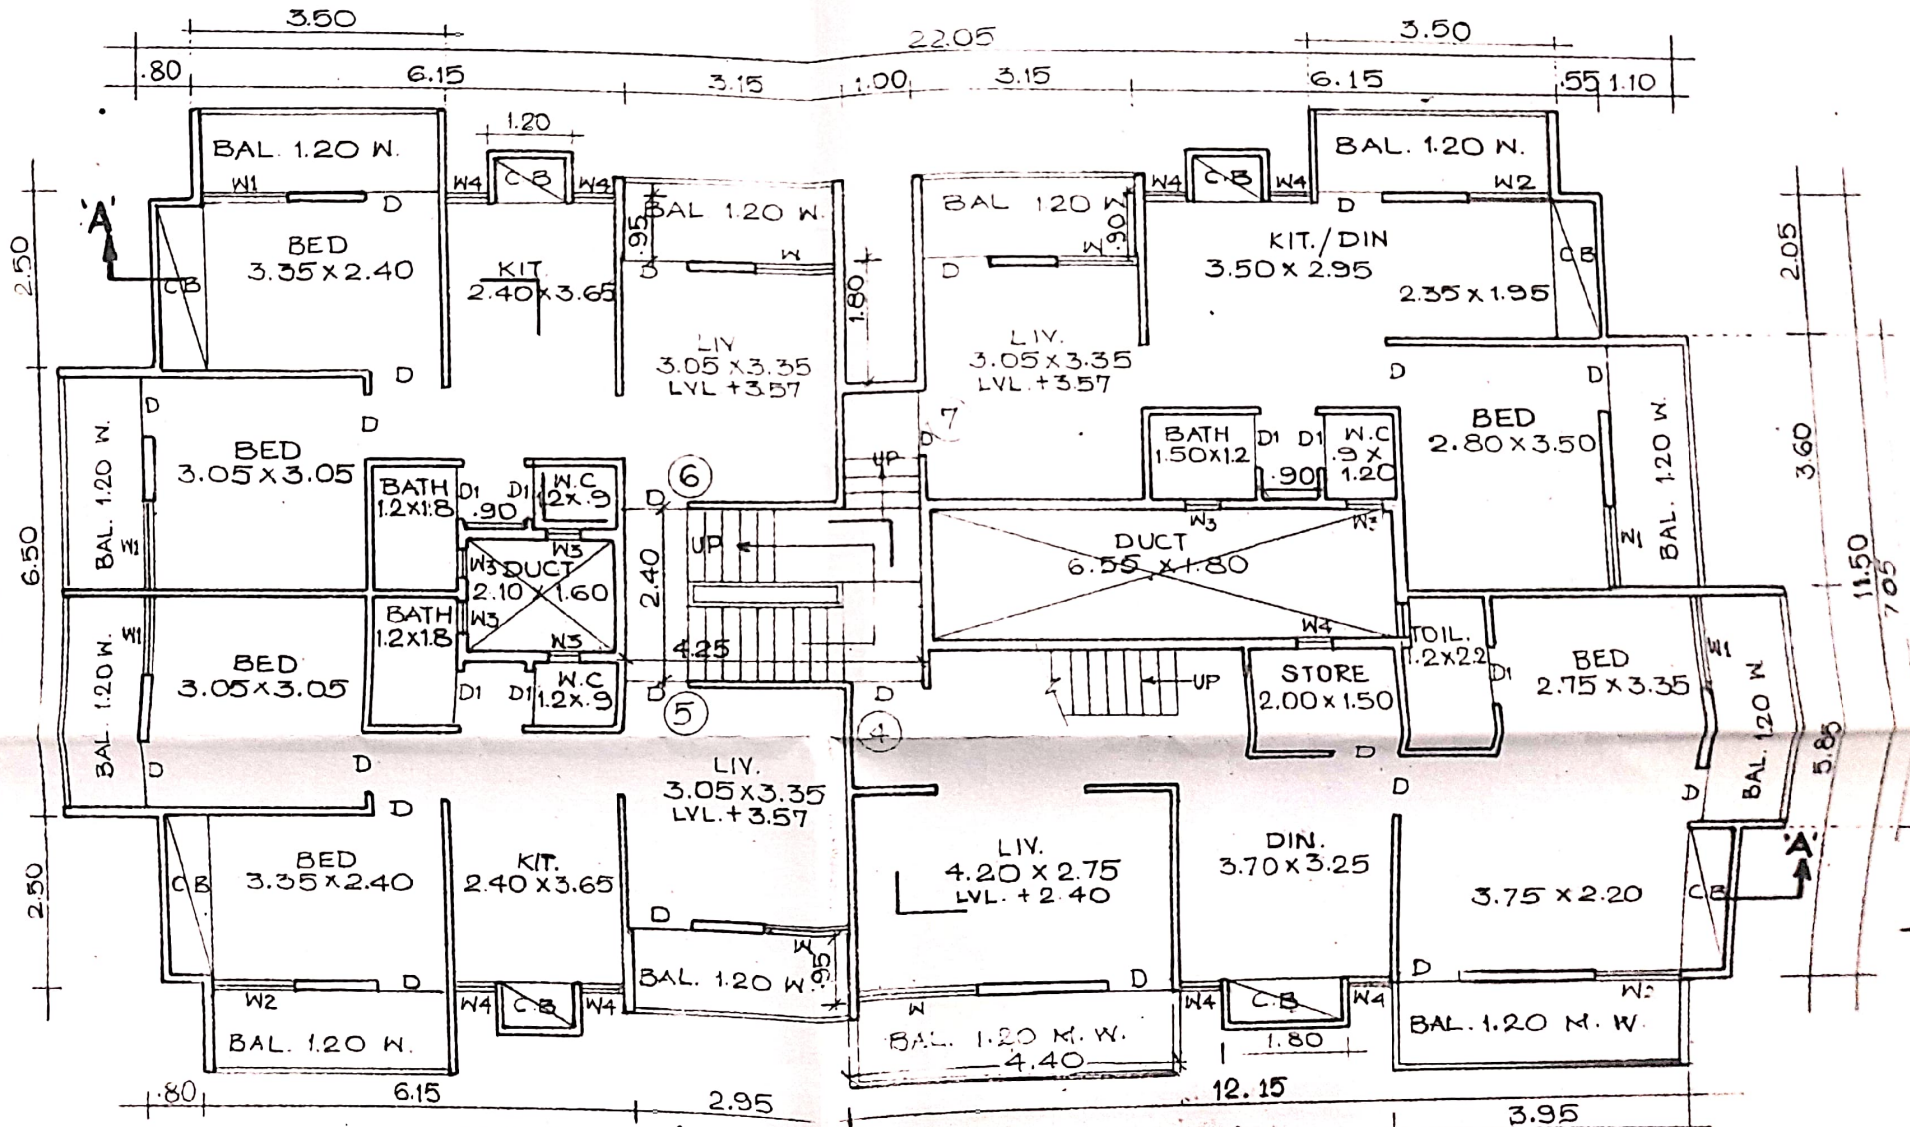 3.50
22.05
3.50
.80
6.15
3.15
1.00
3.15
6.15
.55
1.10
BAL. 1.20 W.
1.20
BAL. 1.20 W.
W1
D
W4
C B
W4
BAL 1.20 W.
.95
W
D
BAL 1.20 W
.90
W
D
W4
C.B
W4
D
W2
'A'
2.50
BED
3.35 x 2.40
C B
KIT.
2.40 x 3.65
1.80
KIT./DIN
3.50 x 2.95
2.35 x 1.95
C B
2.05
LIV
3.05 x 3.35
LVL +3.57
LIV.
3.05 x 3.35
LVL. +3.57
D
D
D
D
D
7
D
BED
3.05 x 3.05
BAL. 1.20 W.
W1
6.50
BATH
1.2 x 1.8
D1
D1
.90
W.C
1.2 x .9
6
D
UP
BATH
1.50 x 1.2
D1
D1
.90
W.C
.9 x
1.20
BED
2.80 x 3.50
BAL. 1.20 W.
W1
3.60
W3
W3
DUCT
2.10 x 1.60
W3
W3
2.40
UP
W3
DUCT
6.55 x 1.80
11.50
7.05
BATH
1.2 x 1.8
BED
3.05 x 3.05
BAL. 1.20 W.
W1
D1
D1
W.C
1.2 x .9
4.25
D
5
D
4
W4
UP
STORE
2.00 x 1.50
TOIL.
1.2 x 2.2
D1
BED
2.75 x 3.35
W1
BAL. 1.20 W.
5.85
D
D
D
D
D
D
LIV.
3.05 x 3.35
LVL. +3.57
BED
3.35 x 2.40
C B
2.50
KIT.
2.40 x 3.65
LIV.
4.20 x 2.75
LVL. +2.40
DIN.
3.70 x 3.25
3.75 x 2.20
C B
'A'
D
W2
D
W4
C.B
W4
W
.95
BAL. 1.20 W.
W
D
W4
C.B
W4
D
BAL. 1.20 W.
BAL. 1.20 M. W.
4.40
1.80
BAL. 1.20 M. W.
.80
6.15
2.95
12.15
3.95